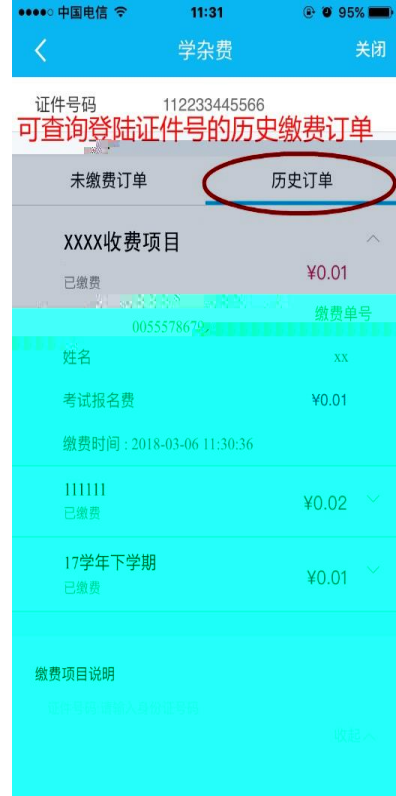 中国电信 11:31 95%
学杂费 关闭
证件号码 112233445566
可查询登陆证件号的历史缴费订单
未缴费订单 历史订单
XXXX收费项目
已缴费 ¥0.01
缴费单号
0055578679
姓名 xx
考试报名费 ¥0.01
缴费时间 : 2018-03-06 11:30:36
111111
已缴费 ¥0.02
17学年下学期
已缴费 ¥0.01
缴费项目说明
收起